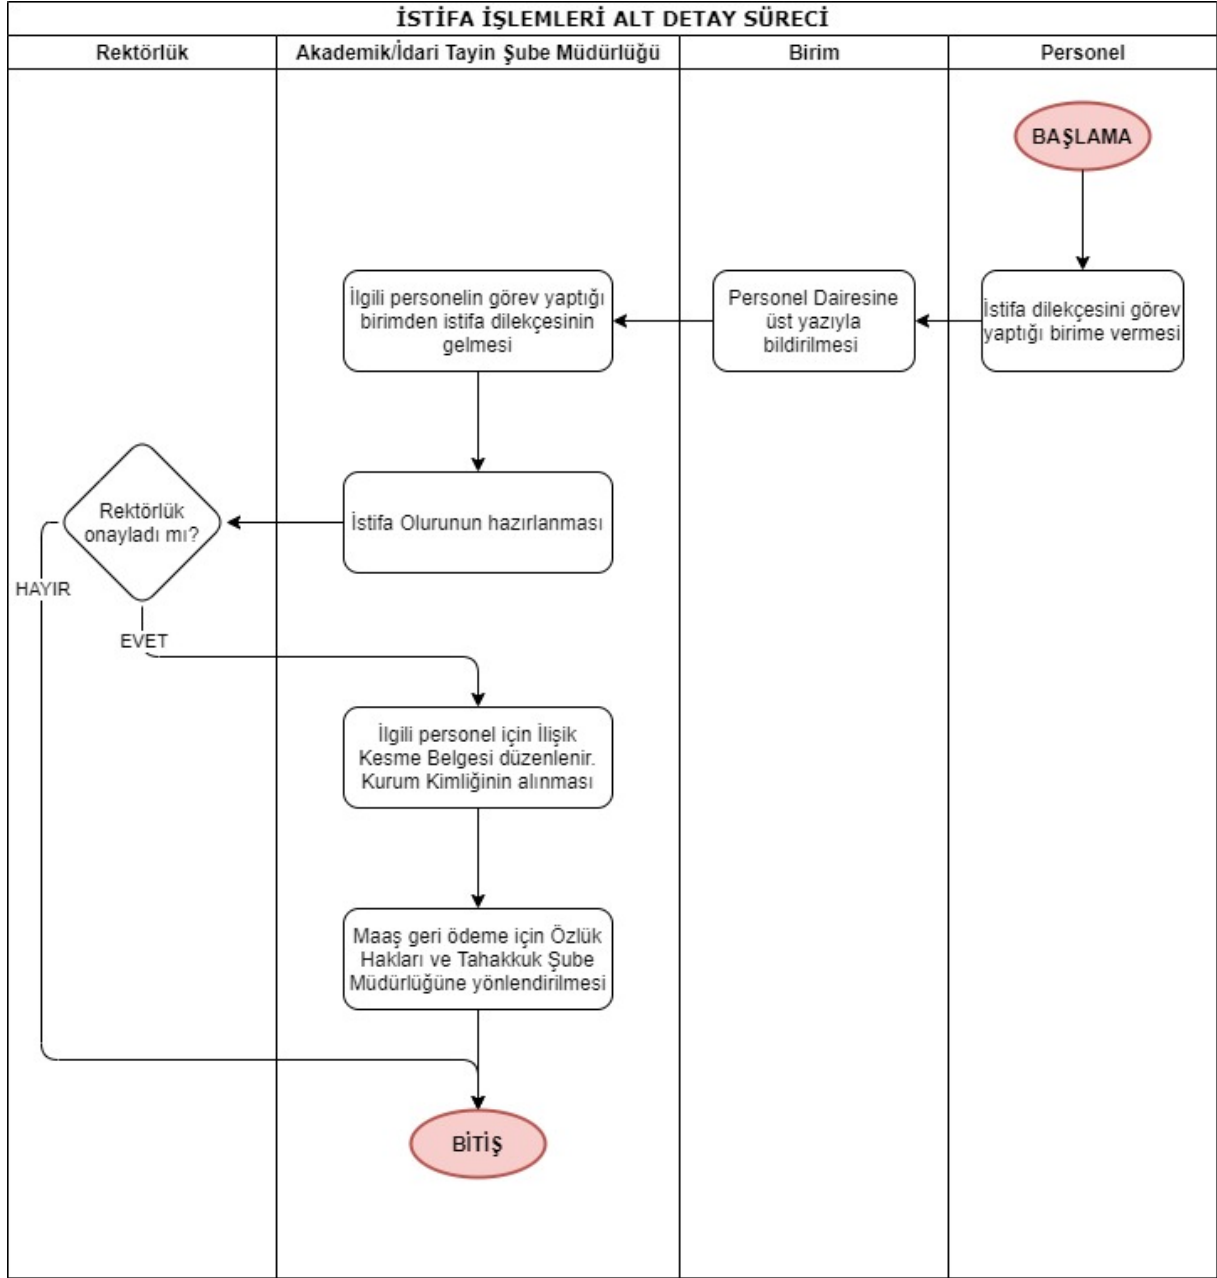 İSTİFA İŞLEMLERİ ALT DETAY SÜRECİ
Rektörlük
Akademik/İdari Tayin Şube Müdürlüğü
Birim
Personel
BAŞLAMA
İstifa dilekçesini görev
yaptığı birime vermesi
Personel Dairesine
üst yazıyla
bildirilmesi
İlgili personelin görev yaptığı
birimden istifa dilekçesinin
gelmesi
İstifa Olurunun hazırlanması
Rektörlük
onayladı mı?
HAYIR
EVET
İlgili personel için İlişik
Kesme Belgesi düzenlenir.
Kurum Kimliğinin alınması
Maaş geri ödeme için Özlük
Hakları ve Tahakkuk Şube
Müdürlüğüne yönlendirilmesi
BİTİŞ